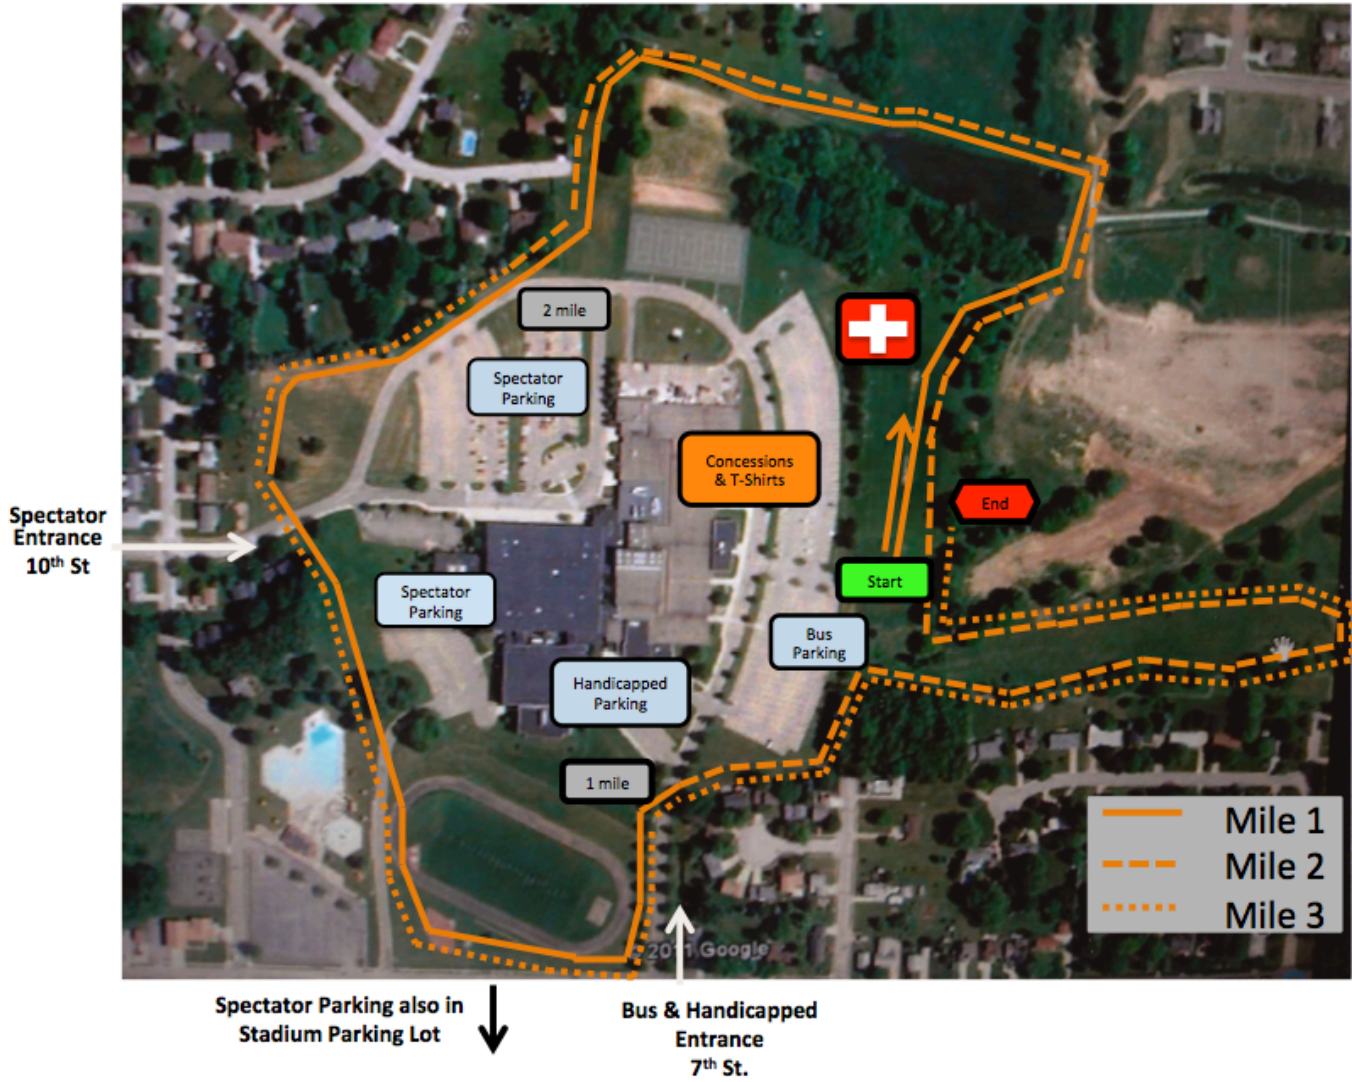 2 mile
Spectator
Parking
Concessions
& T-Shirts
End
Spectator
Entrance
10th St
Start
Spectator
Parking
Bus
Parking
Handicapped
Parking
1 mile
Mile 1
Mile 2
Mile 3
2011 Google
Spectator Parking also in
Stadium Parking Lot
Bus & Handicapped
Entrance
7th St.